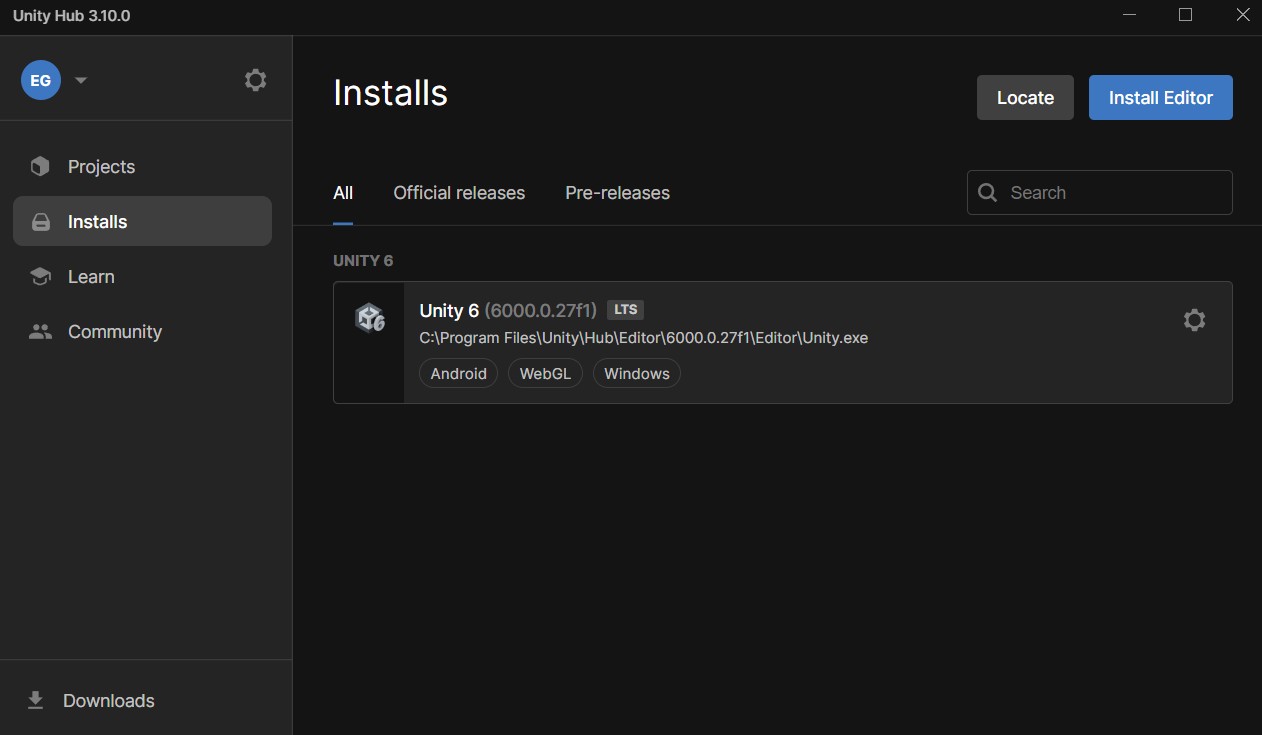 Unity Hub 3.10.0
EG
Projects
Installs
Learn
Community
Downloads
Installs
Locate
Install Editor
All
Official releases
Pre-releases
Search
UNITY 6
6
Unity 6 (6000.0.27f1) LTS
C:\Program Files\Unity\Hub\Editor\6000.0.27f1\Editor\Unity.exe
Android
WebGL
Windows